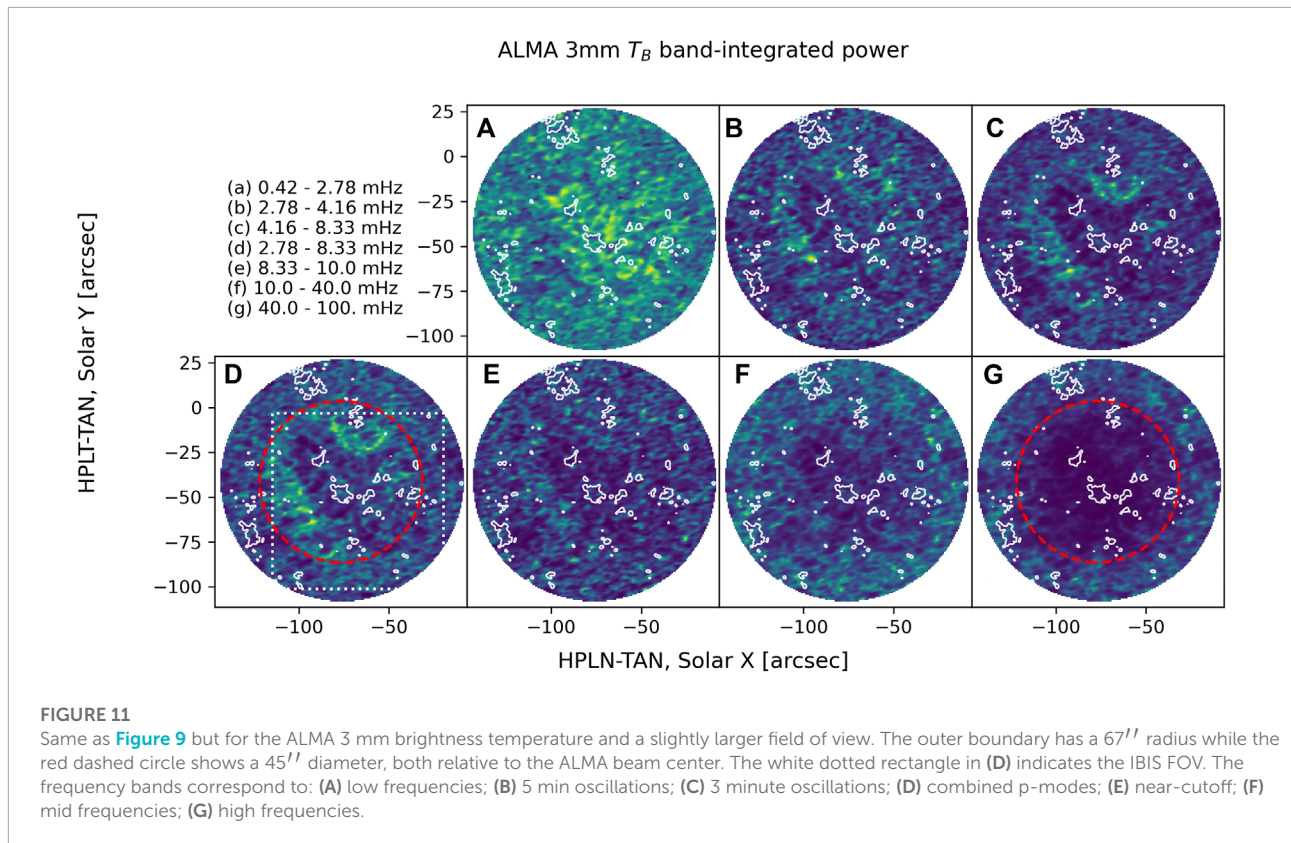 ALMA 3mm T_B band-integrated power
25
0
−25
−50
−75
−100
A
B
C
(a) 0.42 - 2.78 mHz
(b) 2.78 - 4.16 mHz
(c) 4.16 - 8.33 mHz
(d) 2.78 - 8.33 mHz
(e) 8.33 - 10.0 mHz
(f) 10.0 - 40.0 mHz
(g) 40.0 - 100. mHz
HPLT-TAN, Solar Y [arcsec]
25
0
−25
−50
−75
−100
D
E
F
G
−100 −50 −100 −50 −100 −50 −100 −50
HPLN-TAN, Solar X [arcsec]
FIGURE 11
Same as Figure 9 but for the ALMA 3 mm brightness temperature and a slightly larger field of view. The outer boundary has a 67′′ radius while the
red dashed circle shows a 45′′ diameter, both relative to the ALMA beam center. The white dotted rectangle in (D) indicates the IBIS FOV. The
frequency bands correspond to: (A) low frequencies; (B) 5 min oscillations; (C) 3 minute oscillations; (D) combined p-modes; (E) near-cutoff; (F)
mid frequencies; (G) high frequencies.